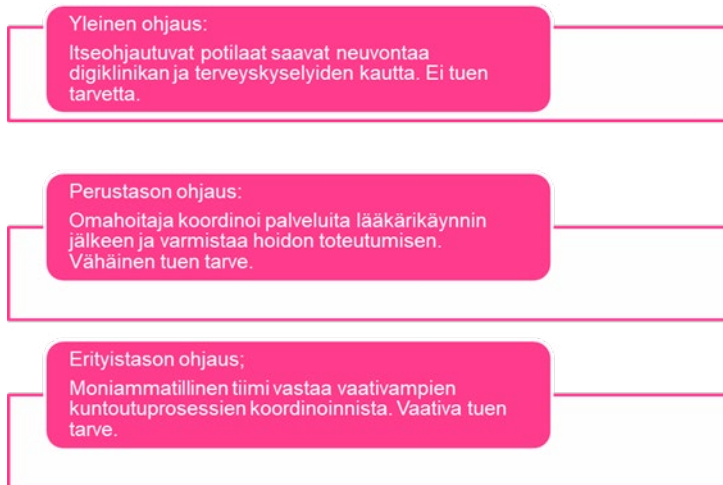 Yleinen ohjaus:
Itseohjautuvat potilaat saavat neuvontaa
digiklinikan ja terveyskyselyiden kautta. Ei tuen
tarvetta.
Perustason ohjaus:
Omahoitaja koordinoi palveluita lääkärikäynnin
jälkeen ja varmistaa hoidon toteutumisen.
Vähäinen tuen tarve.
Erityistason ohjaus;
Moniammatillinen tiimi vastaa vaativampien
kuntoutuprosessien koordinoinnista. Vaativa tuen
tarve.